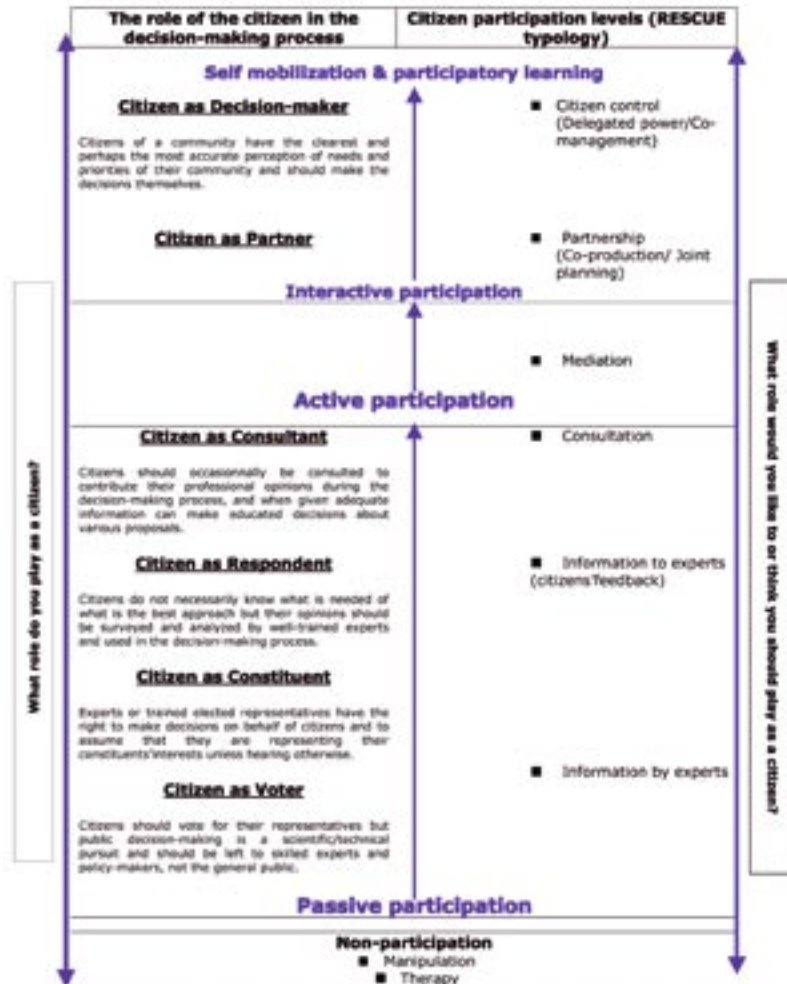 The role of the citizen in the
decision-making process
Citizen participation levels (RESCUE
typology)
Self mobilization & participatory learning
Citizen as Decision-maker
Citizens of a community have the clearest and
perhaps the most accurate perception of needs and
priorities of their community and should make the
decisions themselves.
■ Citizen control
(Delegated power/Co-
management)
Citizen as Partner
■ Partnership
(Co-production/ Joint
planning)
Interactive participation
■ Mediation
Active participation
Citizen as Consultant
Citizens should occasionnally be consulted to
contribute their professional opinions during the
decision-making process, and when given adequate
information can make educated decisions about
various proposals.
■ Consultation
Citizen as Respondent
Citizens do not necessarily know what is needed of
what is the best approach but their opinions should
be surveyed and analyzed by well-trained experts
and used in the decision-making process.
■ Information to experts
(citizens'feedback)
Citizen as Constituent
Experts or trained elected representatives have the
right to make decisions on behalf of citizens and to
assume that they are representing their
constituents'interests unless hearing otherwise.
■ Information by experts
Citizen as Voter
Citizens should vote for their representatives but
public decision-making is a scientific/technical
pursuit and should be left to skilled experts and
policy-makers, not the general public.
Passive participation
Non-participation
■ Manipulation
■ Therapy
What role do you play as a citizen?
What role would you like to or think you should play as a citizen?